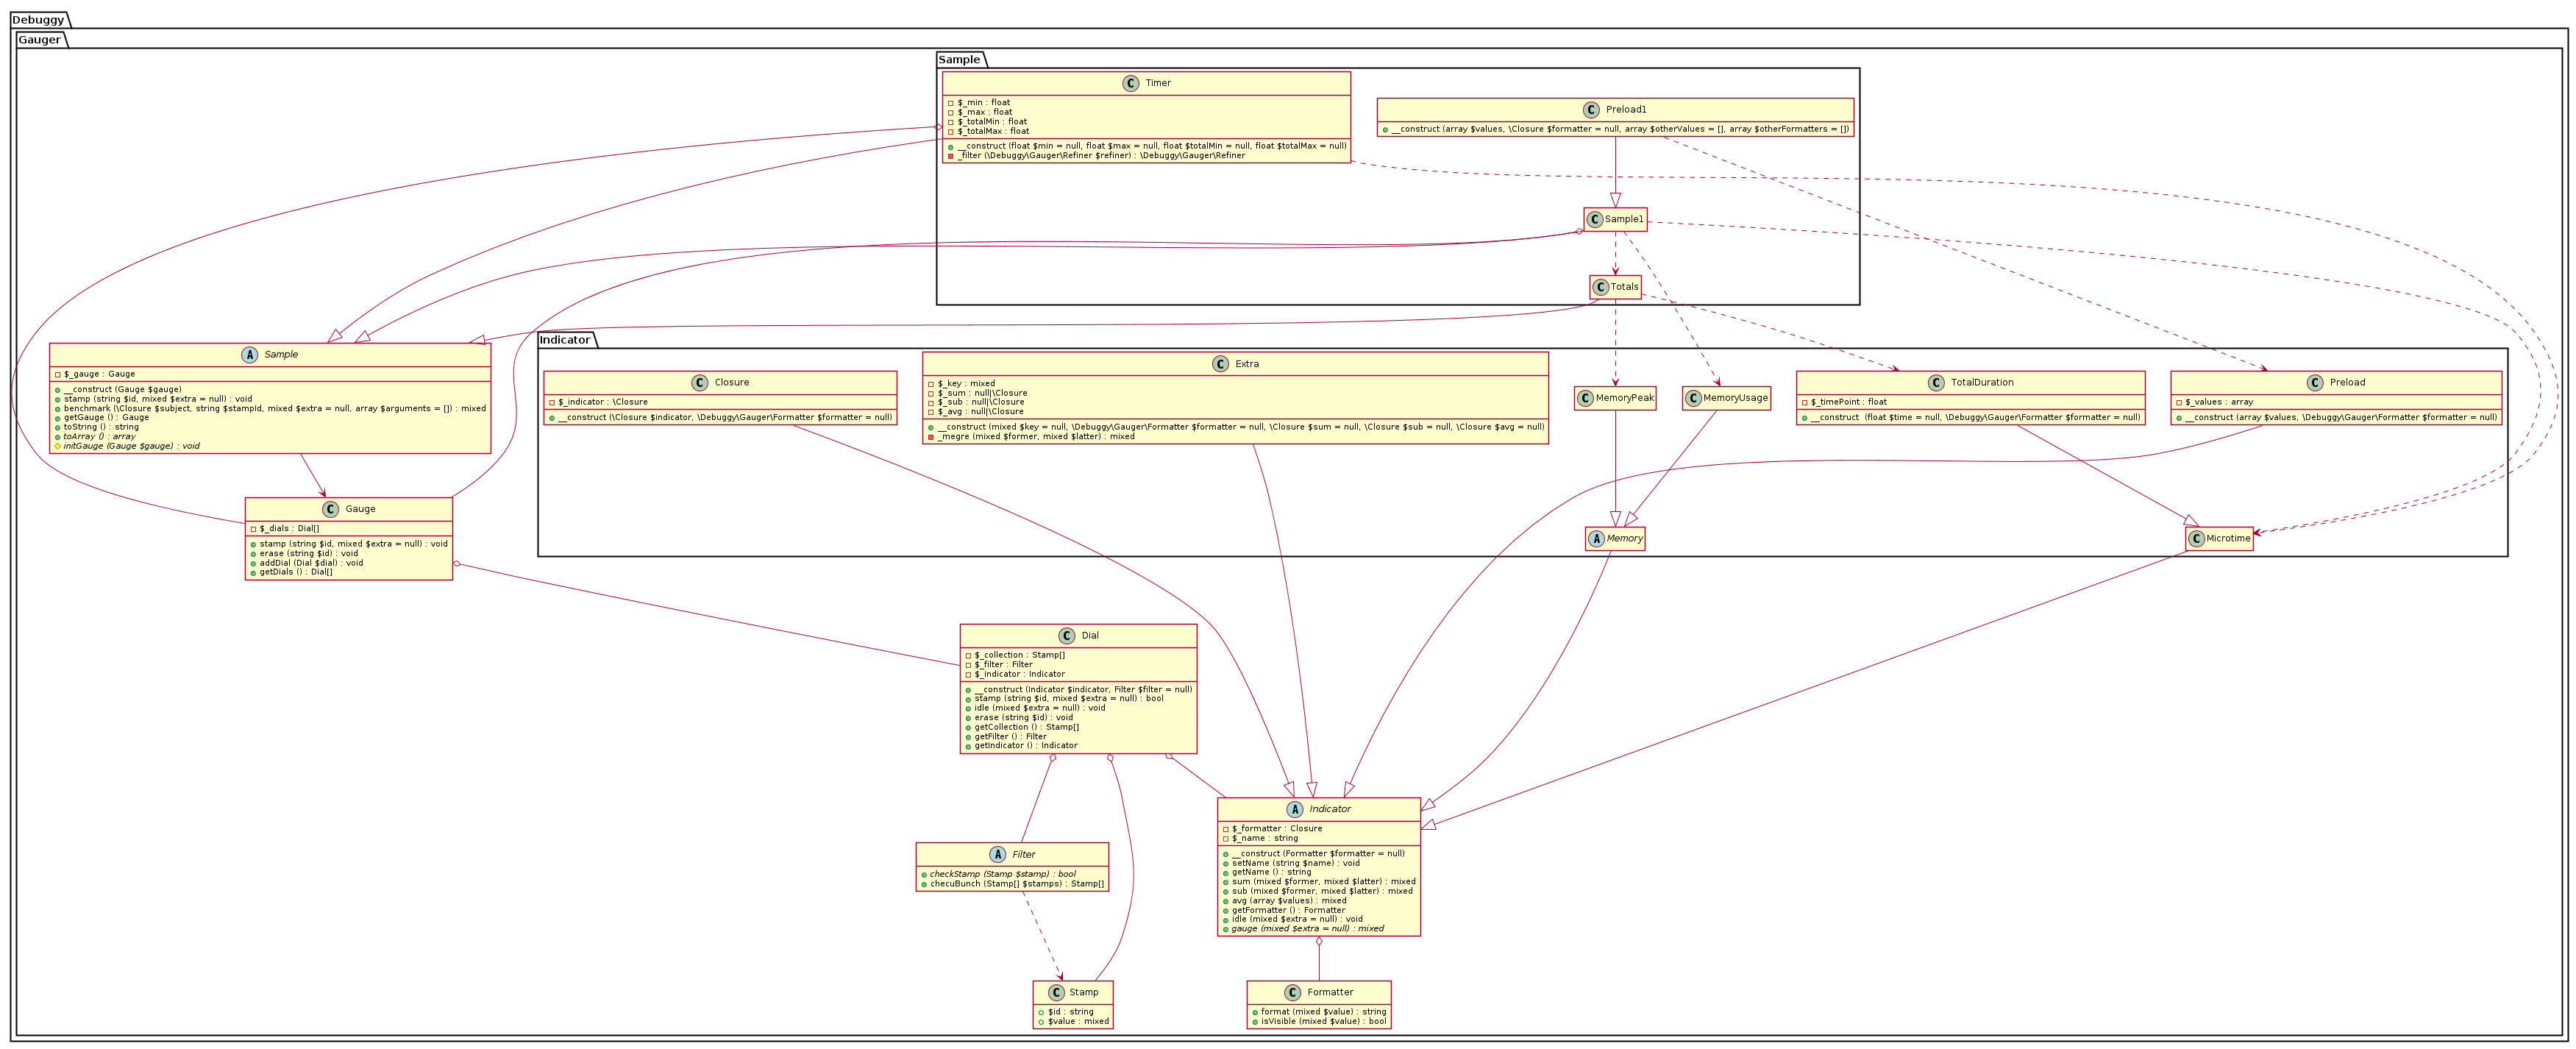 Debuggy
Gauger
Sample
Timer
$_min : float
$_max : float
$_totalMin : float
$_totalMax : float
__construct (float $min = null, float $max = null, float $totalMin = null, float $totalMax = null)
_filter (\Debuggy\Gauger\Refiner $refiner) : \Debuggy\Gauger\Refiner
Preload1
__construct (array $values, \Closure $formatter = null, array $otherValues = [], array $otherFormatters = [])
Sample1
Totals
Indicator
Sample
$_gauge : Gauge
__construct (Gauge $gauge)
stamp (string $id, mixed $extra = null) : void
benchmark (\Closure $subject, string $stampId, mixed $extra = null, array $arguments = []) : mixed
getGauge () : Gauge
toString () : string
toArray () : array
initGauge (Gauge $gauge) : void
Closure
$_indicator : \Closure
__construct (\Closure $indicator, \Debuggy\Gauger\Formatter $formatter = null)
Extra
$_key : mixed
$_sum : null|\Closure
$_sub : null|\Closure
$_avg : null|\Closure
__construct (mixed $key = null, \Debuggy\Gauger\Formatter $formatter = null, \Closure $sum = null, \Closure $sub = null, \Closure $avg = null)
_megre (mixed $former, mixed $latter) : mixed
MemoryPeak
MemoryUsage
TotalDuration
$_timePoint : float
__construct  (float $time = null, \Debuggy\Gauger\Formatter $formatter = null)
Preload
$_values : array
__construct (array $values, \Debuggy\Gauger\Formatter $formatter = null)
Gauge
$_dials : Dial[]
stamp (string $id, mixed $extra = null) : void
erase (string $id) : void
addDial (Dial $dial) : void
getDials () : Dial[]
Memory
Microtime
Dial
$_collection : Stamp[]
$_filter : Filter
$_indicator : Indicator
__construct (Indicator $indicator, Filter $filter = null)
stamp (string $id, mixed $extra = null) : bool
idle (mixed $extra = null) : void
erase (string $id) : void
getCollection () : Stamp[]
getFilter () : Filter
getIndicator () : Indicator
Indicator
$_formatter : Closure
$_name : string
__construct (Formatter $formatter = null)
setName (string $name) : void
getName () : string
sum (mixed $former, mixed $latter) : mixed
sub (mixed $former, mixed $latter) : mixed
avg (array $values) : mixed
getFormatter () : Formatter
idle (mixed $extra = null) : void
gauge (mixed $extra = null) : mixed
Filter
checkStamp (Stamp $stamp) : bool
checuBunch (Stamp[] $stamps) : Stamp[]
Stamp
$id : string
$value : mixed
Formatter
format (mixed $value) : string
isVisible (mixed $value) : bool